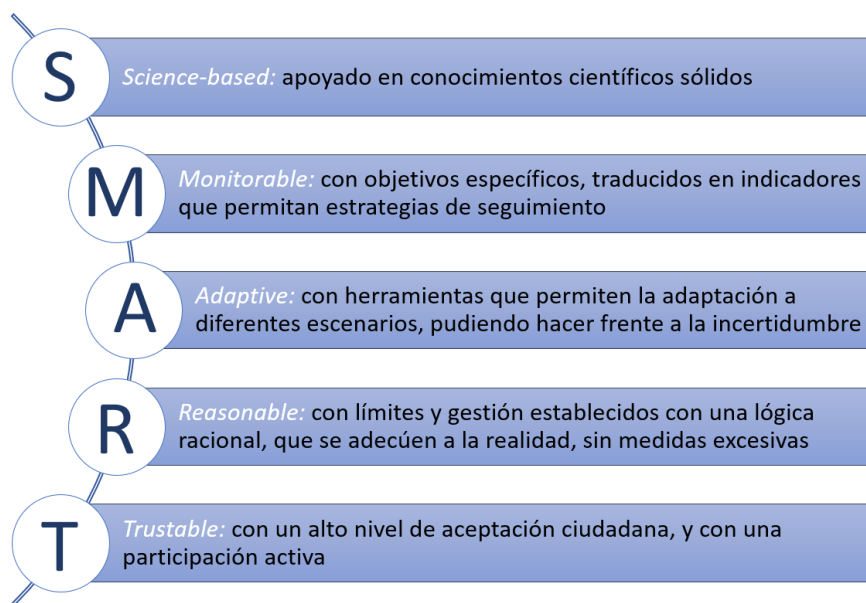 S
Science-based: apoyado en conocimientos científicos sólidos
M
Monitorable: con objetivos específicos, traducidos en indicadores
que permitan estrategias de seguimiento
A
Adaptive: con herramientas que permiten la adaptación a
diferentes escenarios, pudiendo hacer frente a la incertidumbre
R
Reasonable: con límites y gestión establecidos con una lógica
racional, que se adecúen a la realidad, sin medidas excesivas
T
Trustable: con un alto nivel de aceptación ciudadana, y con una
participación activa